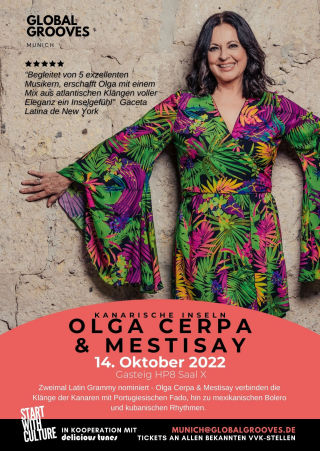 GLOBAL
GROOVES
MUNICH
★★★★★
"Begleitet von 5 exzellenten
Musikern, erschafft Olga mit einem
Mix aus atlantischen Klängen voller
Eleganz ein Inselgefühl" Gaceta
Latina de New York
KANARISCHE INSELN
OLGA CERPA
& MESTISAY
14. Oktober 2022
Gasteig HP8 Saal X
Zweimal Latin Grammy nominiert - Olga Cerpa & Mestisay verbinden die
Klänge der Kanaren mit Portugiesischen Fado, hin zu mexikanischen Bolero
und kubanischen Rhythmen.
START
WITH
CULTURE
IN KOOPERATION MIT
delicious tunes
MUNICH@GLOBALGROOVES.DE
TICKETS AN ALLEN BEKANNTEN VVK-STELLEN